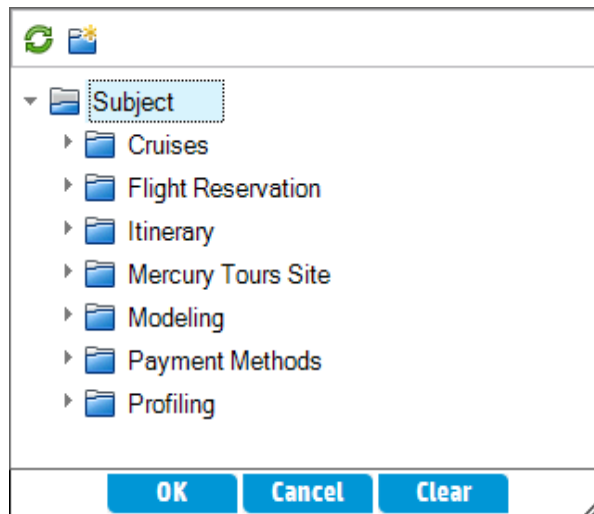 Subject
Cruises
Flight Reservation
Itinerary
Mercury Tours Site
Modeling
Payment Methods
Profiling
OK Cancel Clear